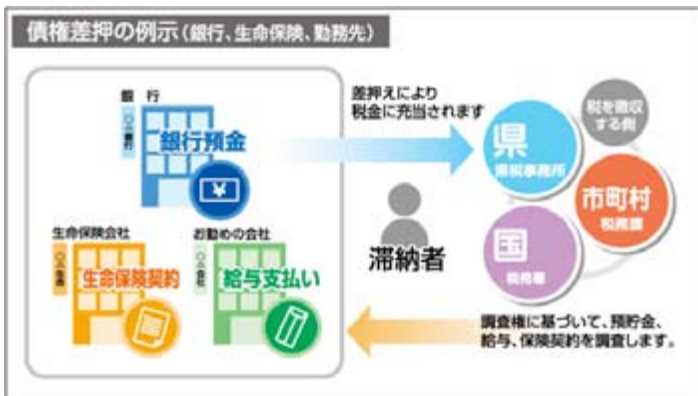 債権差押の例示(銀行、生命保険、勤務先)
銀 行
銀行預金
¥
生命保険会社
生命保険契約
お勤めの会社
○△会社
給与支払い
差押えにより
税金に充当されます
滞納者
税を徴収
する側
県
県税事務所
市町村
税務課
国
税務署
調査権に基づいて、預貯金、
給与、保険契約を調査します。